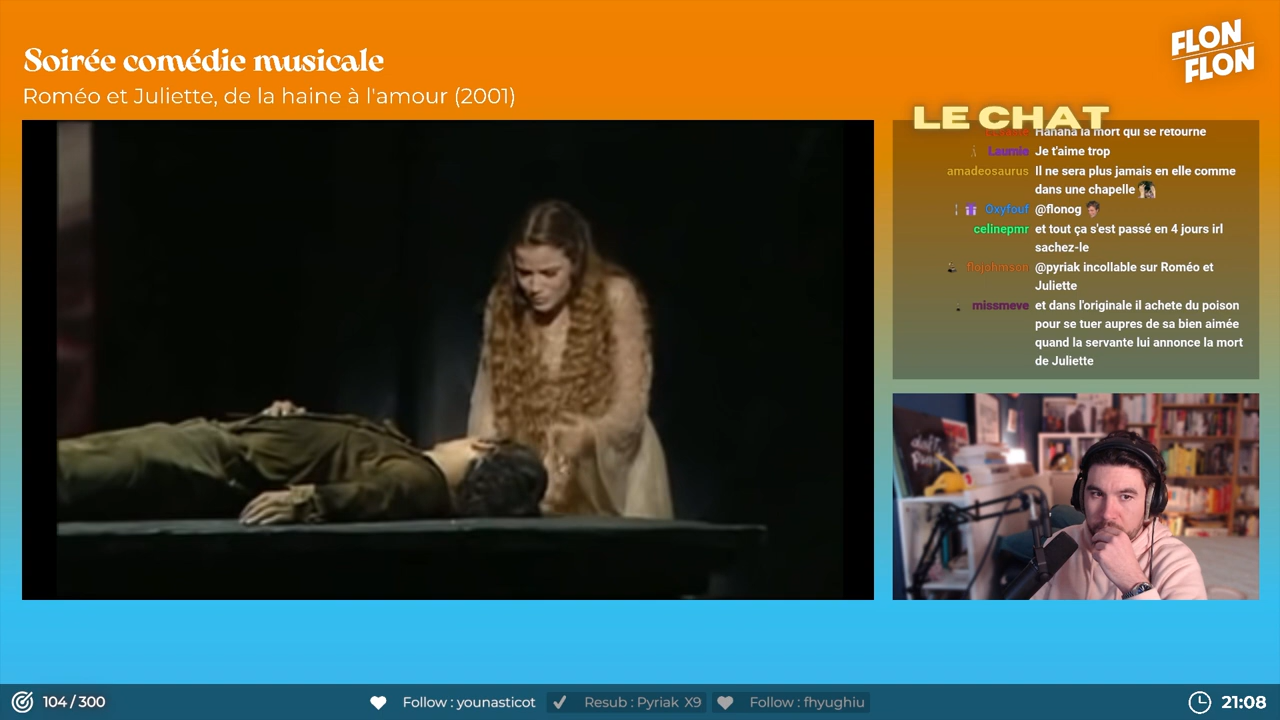 Soirée comédie musicale
Roméo et Juliette, de la haine à l'amour (2001)
FLON
FLON
LE CHAT
Hahaha la mort qui se retourne
Laurnie Je t'aime trop
amadeosaurus Il ne sera plus jamais en elle comme
dans une chapelle
Oxyfouf @flonog
celinepmr et tout ça s'est passé en 4 jours irl
sachez-le
flojohmson @pyriak incollable sur Roméo et
Juliette
missmeve et dans l'originale il achete du poison
pour se tuer aupres de sa bien aimée
quand la servante lui annonce la mort
de Juliette
104 / 300
Follow : younasticot
Resub : Pyriak X9
Follow : fhyughiu
21:08